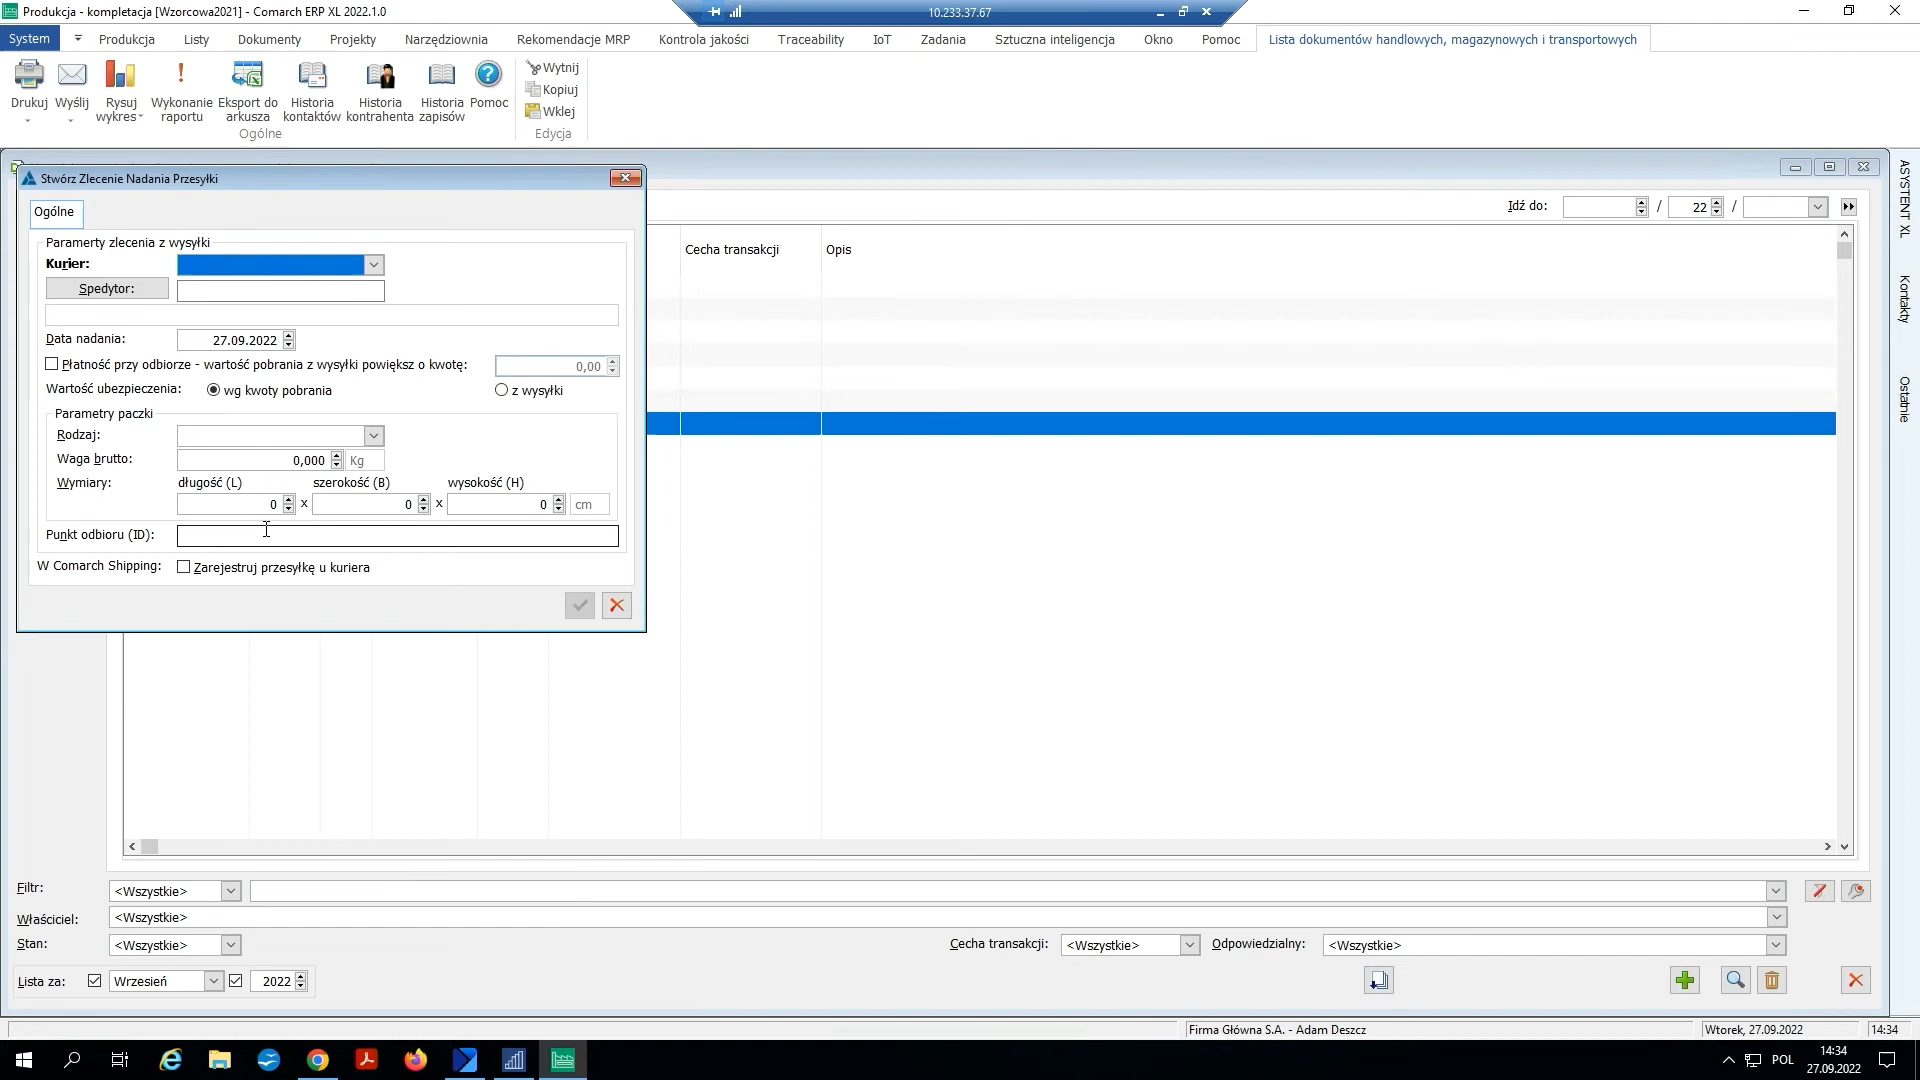 Produkcja - kompletacja [Wzorcowa2021] - Comarch ERP XL 2022.1.0
10.233.37.67
System Produkcja Listy Dokumenty Projekty Narzędziownia Rekomendacje MRP Kontrola jakości Traceability IoT Zadania Sztuczna inteligencja Okno Pomoc Lista dokumentów handlowych, magazynowych i transportowych
Drukuj Wyślij Rysuj wykres Wykonanie raportu Eksport do arkusza Historia kontaktów Historia kontrahenta Historia zapisów Pomoc
Wytnij
Kopiuj
Wklej
Ogólne Edycja
Stwórz Zlecenie Nadania Przesyłki
Ogólne
Paramerty zlecenia z wysyłki
Kurier:
Spedytor:
Data nadania: 27.09.2022
Płatność przy odbiorze - wartość pobrania z wysyłki powiększ o kwotę: 0,00
Wartość ubezpieczenia: wg kwoty pobrania z wysyłki
Parametry paczki
Rodzaj:
Waga brutto: 0,000 Kg
Wymiary: długość (L) szerokość (B) wysokość (H)
0 x 0 x 0 cm
Punkt odbioru (ID):
W Comarch Shipping: Zarejestruj przesyłkę u kuriera
Idź do: / 22 /
Cecha transakcji Opis
ASYSTENT XL
Kontakty
Ostatnie
Filtr: <Wszystkie>
Właściciel: <Wszystkie>
Stan: <Wszystkie> Cecha transakcji: <Wszystkie> Odpowiedzialny: <Wszystkie>
Lista za: Wrzesień 2022
Firma Główna S.A. - Adam Deszcz Wtorek, 27.09.2022 14:34
POL 14:34
27.09.2022